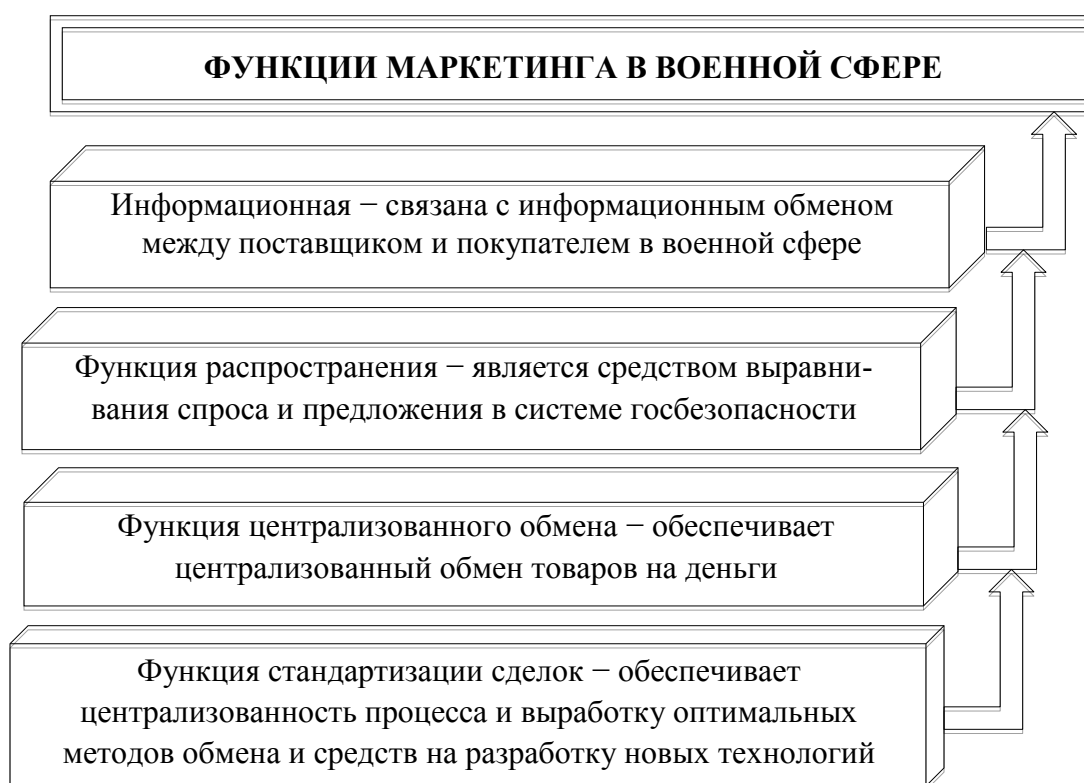 ФУНКЦИИ МАРКЕТИНГА В ВОЕННОЙ СФЕРЕ
Информационная − связана с информационным обменом
между поставщиком и покупателем в военной сфере
Функция распространения − является средством выравни-
вания спроса и предложения в системе госбезопасности
Функция централизованного обмена − обеспечивает
централизованный обмен товаров на деньги
Функция стандартизации сделок − обеспечивает
централизованность процесса и выработку оптимальных
методов обмена и средств на разработку новых технологий